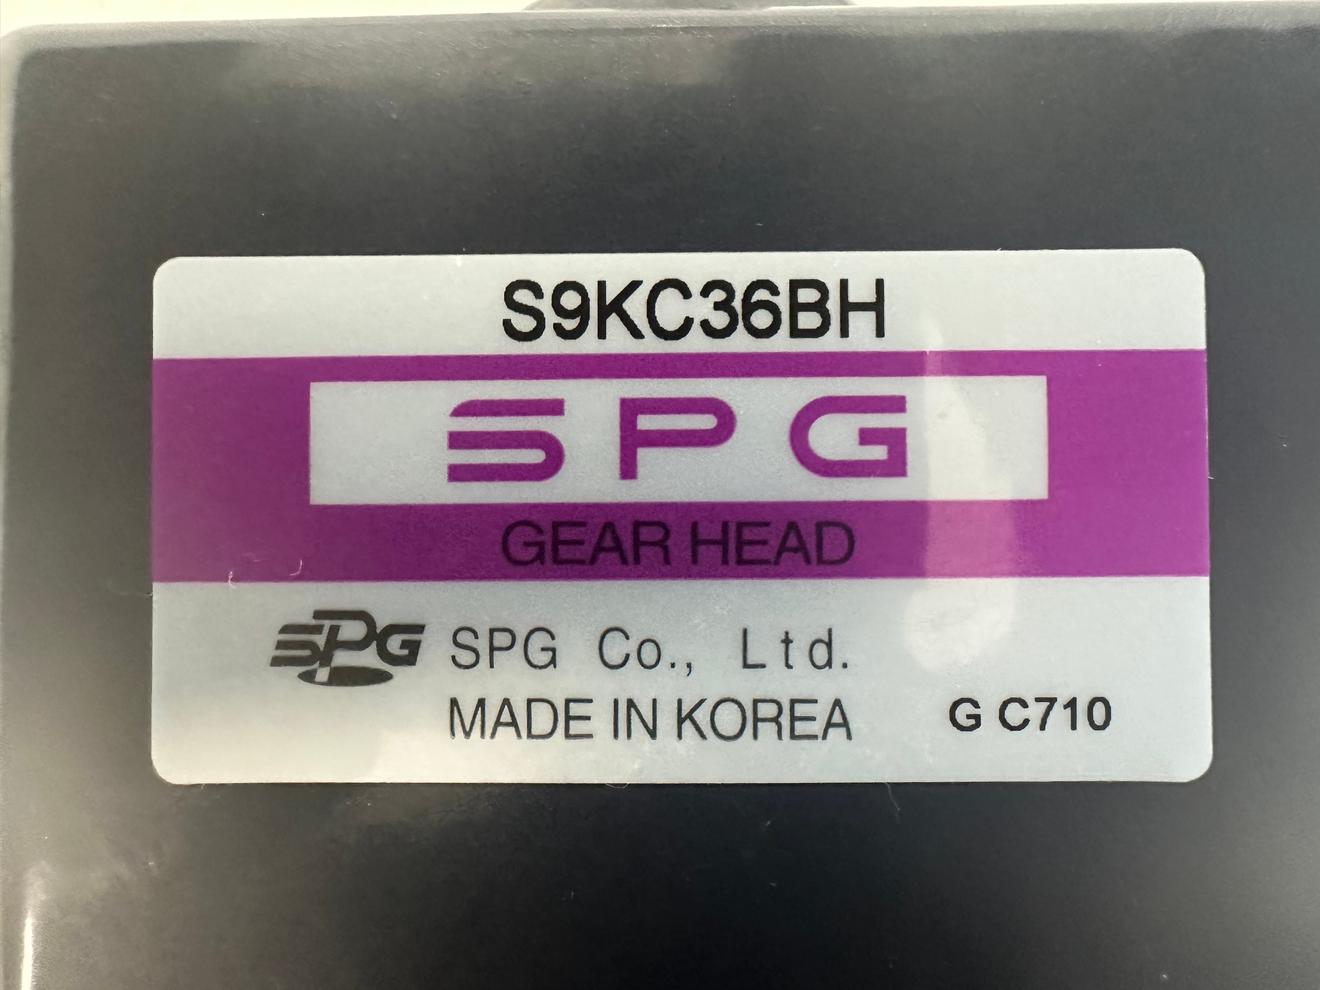 S9KC36BH
SPG
GEAR HEAD
SPG SPG Co., Ltd.
MADE IN KOREA G C710